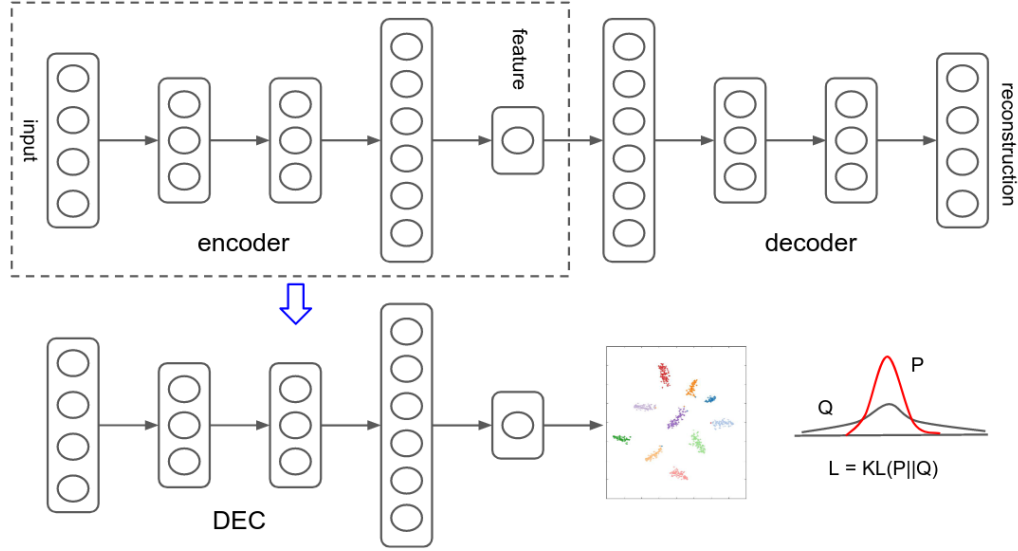 input
encoder
feature
decoder
reconstruction
DEC
Q
P
L = KL(P||Q)